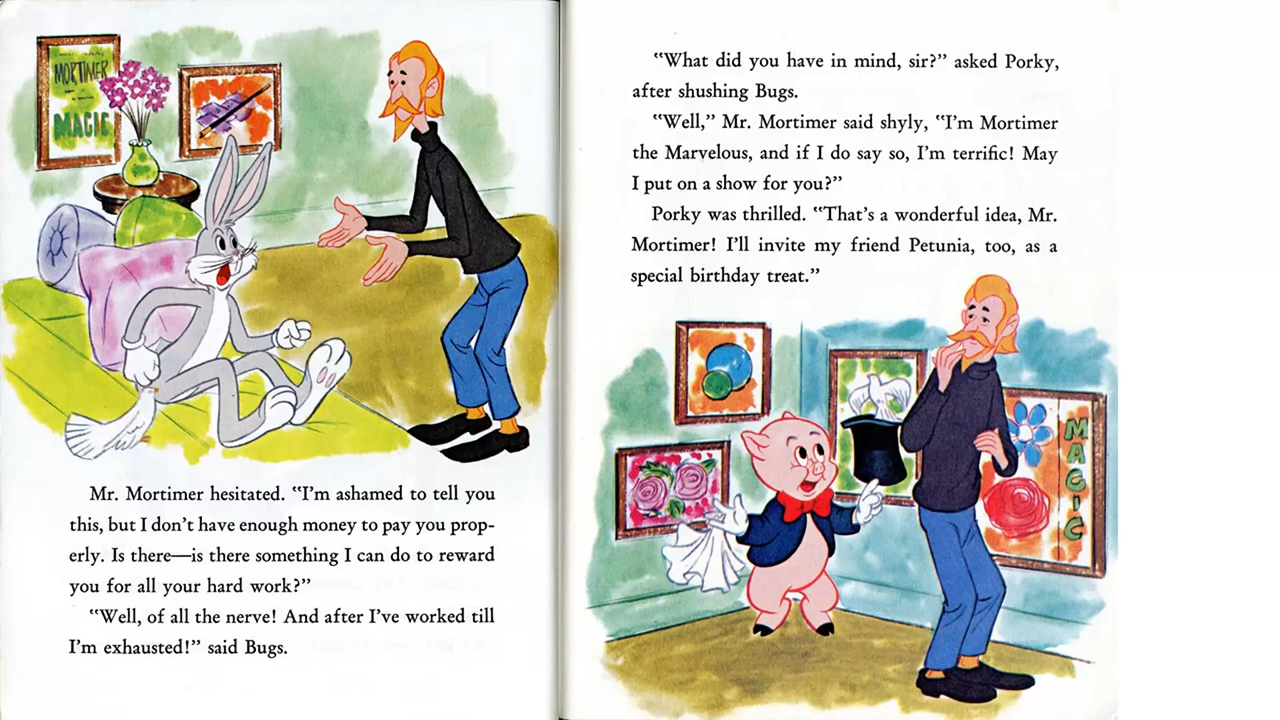 MORTIMER
MAGIC
Mr. Mortimer hesitated. "I'm ashamed to tell you
this, but I don't have enough money to pay you prop-
erly. Is there—is there something I can do to reward
you for all your hard work?"
"Well, of all the nerve! And after I've worked till
I'm exhausted!" said Bugs.
"What did you have in mind, sir?" asked Porky,
after shushing Bugs.
"Well," Mr. Mortimer said shyly, "I'm Mortimer
the Marvelous, and if I do say so, I'm terrific! May
I put on a show for you?"
Porky was thrilled. "That's a wonderful idea, Mr.
Mortimer! I'll invite my friend Petunia, too, as a
special birthday treat."
MAGIC